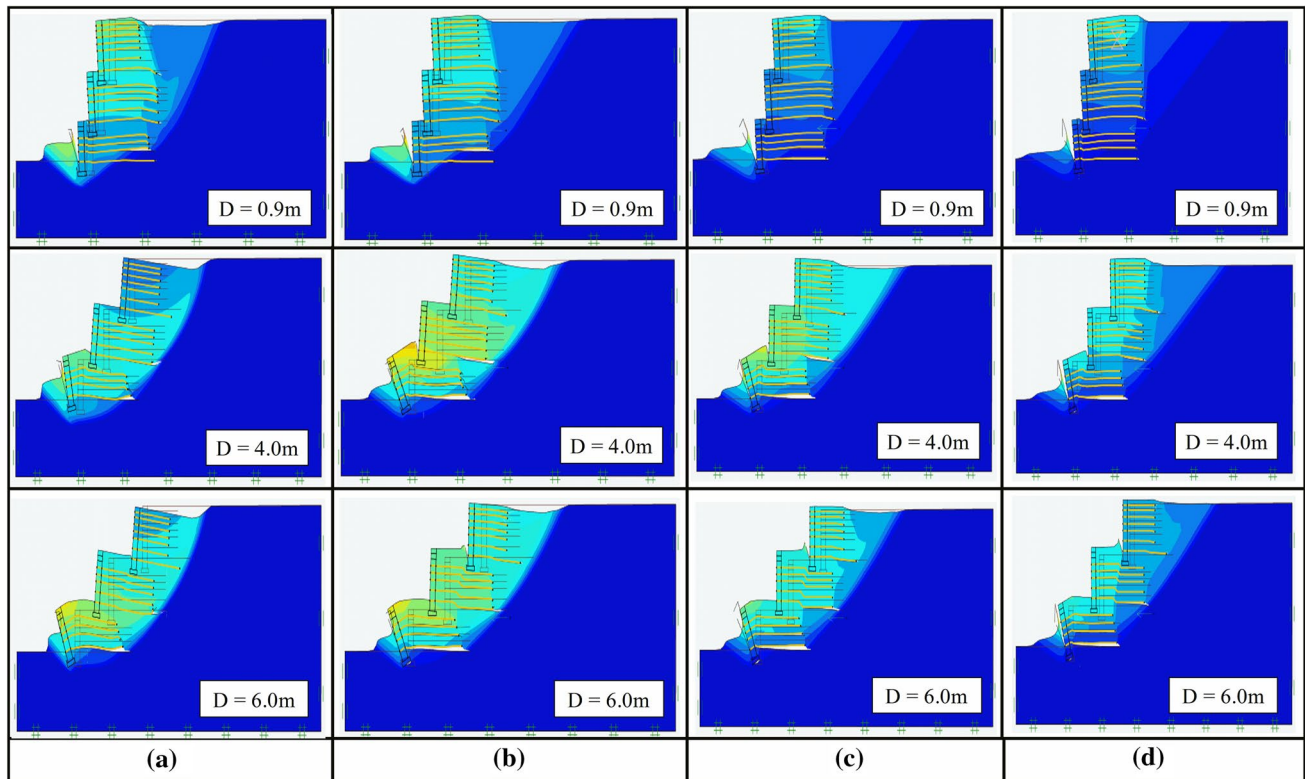 D = 0.9m
D = 0.9m
D = 0.9m
D = 0.9m
D = 4.0m
D = 4.0m
D = 4.0m
D = 4.0m
D = 6.0m
D = 6.0m
D = 6.0m
D = 6.0m
(a)
(b)
(c)
(d)